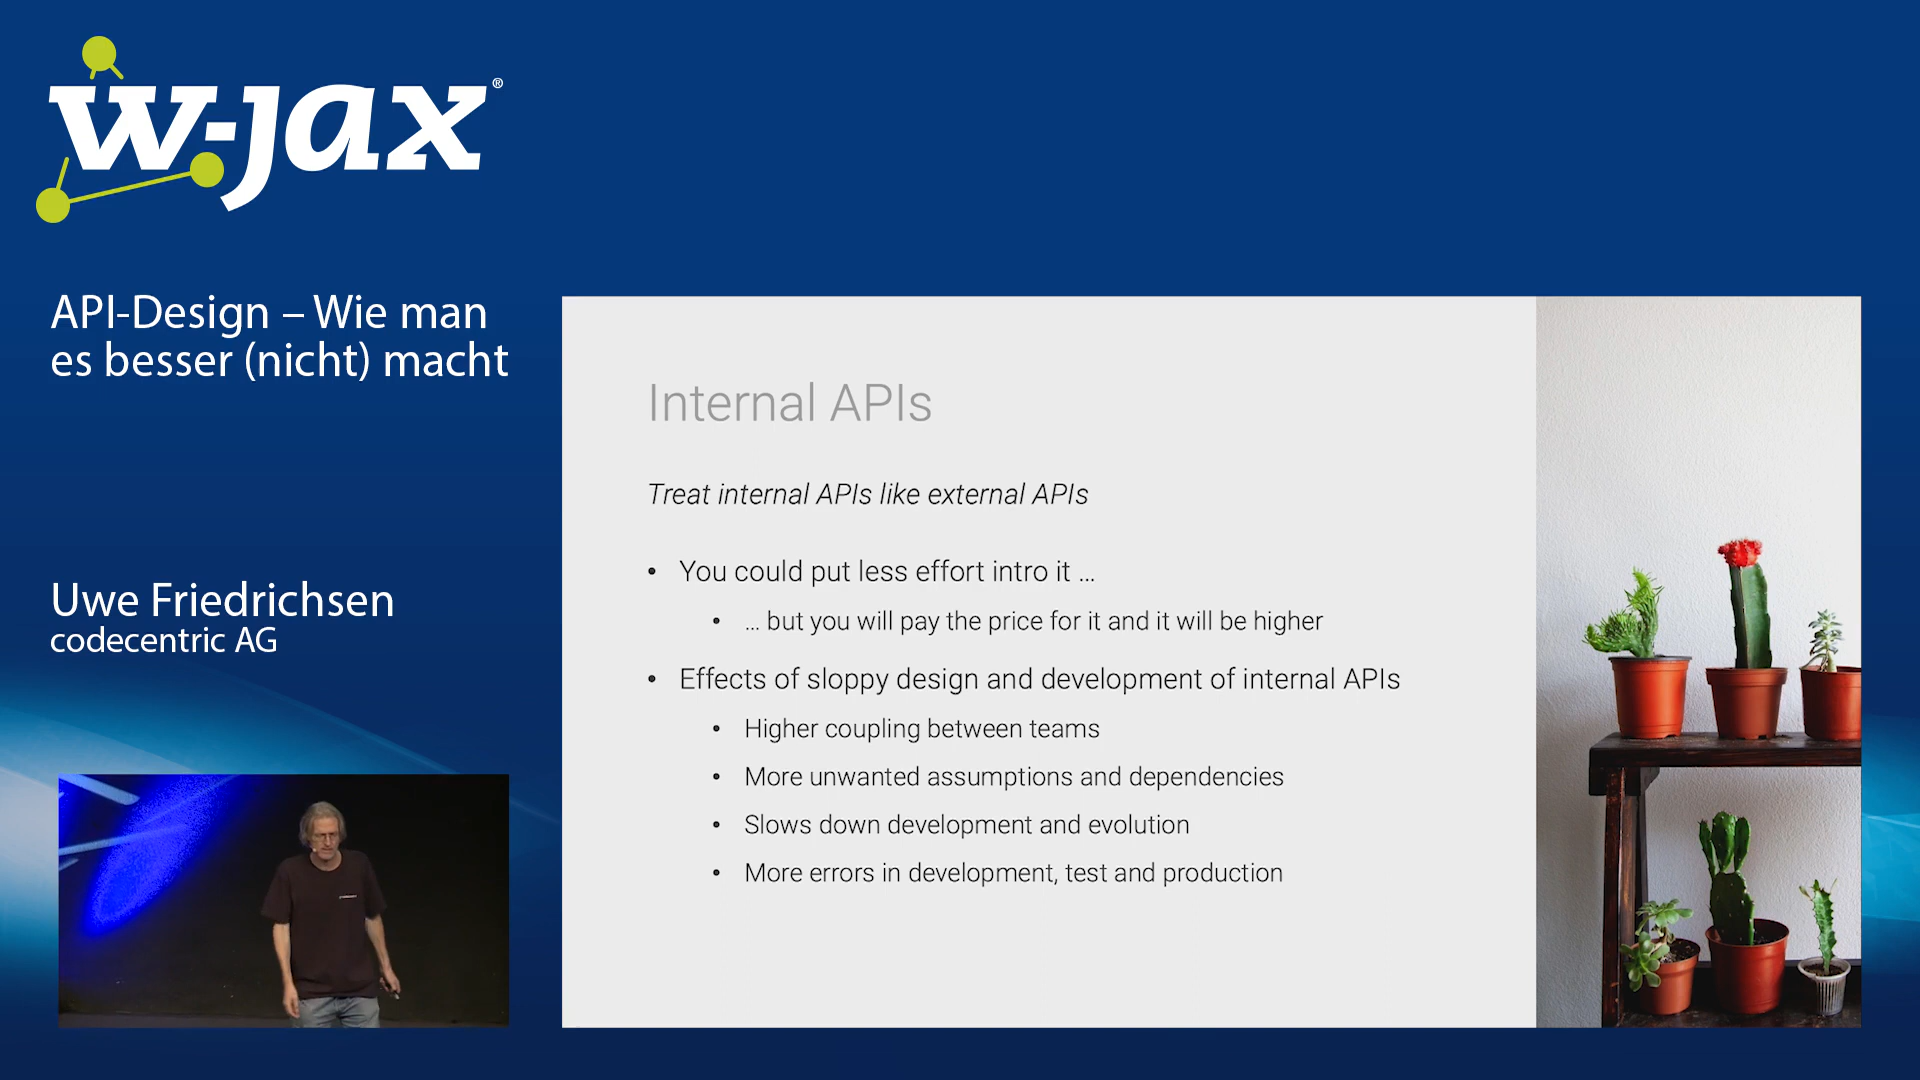 w-jax®
API-Design – Wie man
es besser (nicht) macht
Uwe Friedrichsen
codecentric AG
Internal APIs
Treat internal APIs like external APIs
• You could put less effort intro it ...
• ... but you will pay the price for it and it will be higher
• Effects of sloppy design and development of internal APIs
• Higher coupling between teams
• More unwanted assumptions and dependencies
• Slows down development and evolution
• More errors in development, test and production